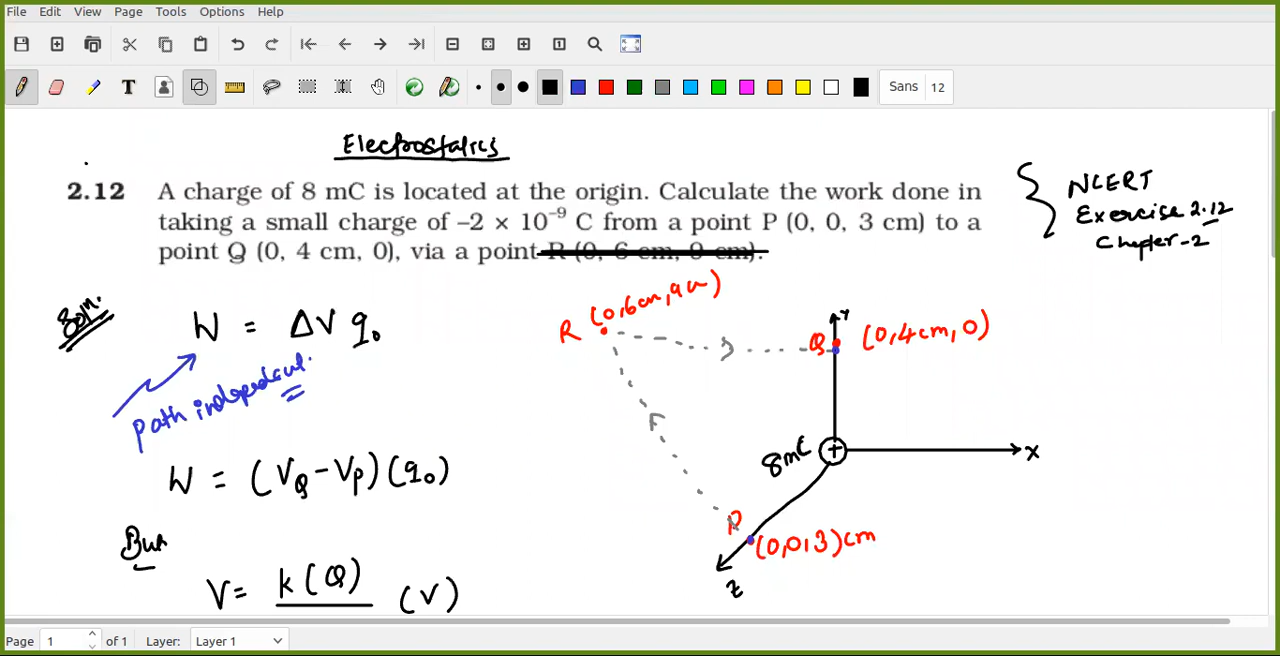 File Edit View Page Tools Options Help
T Sans 12
Electrostatics
2.12 A charge of 8 mC is located at the origin. Calculate the work done in
taking a small charge of –2 × 10⁻⁹ C from a point P (0, 0, 3 cm) to a
point Q (0, 4 cm, 0), via a point R (0, 6 cm, 9 cm).
NCERT
Exercise 2.12
Chapter-2
Soln.
W = ΔV q₀
path independent.
W = (V_Q - V_P)(q₀)
But
V = k(Q) (V)
R (0,6cm,9cm)
Y
Q (0,4cm,0)
8mC + X
P
(0,0,3)cm
Z
Page 1 of 1 Layer: Layer 1